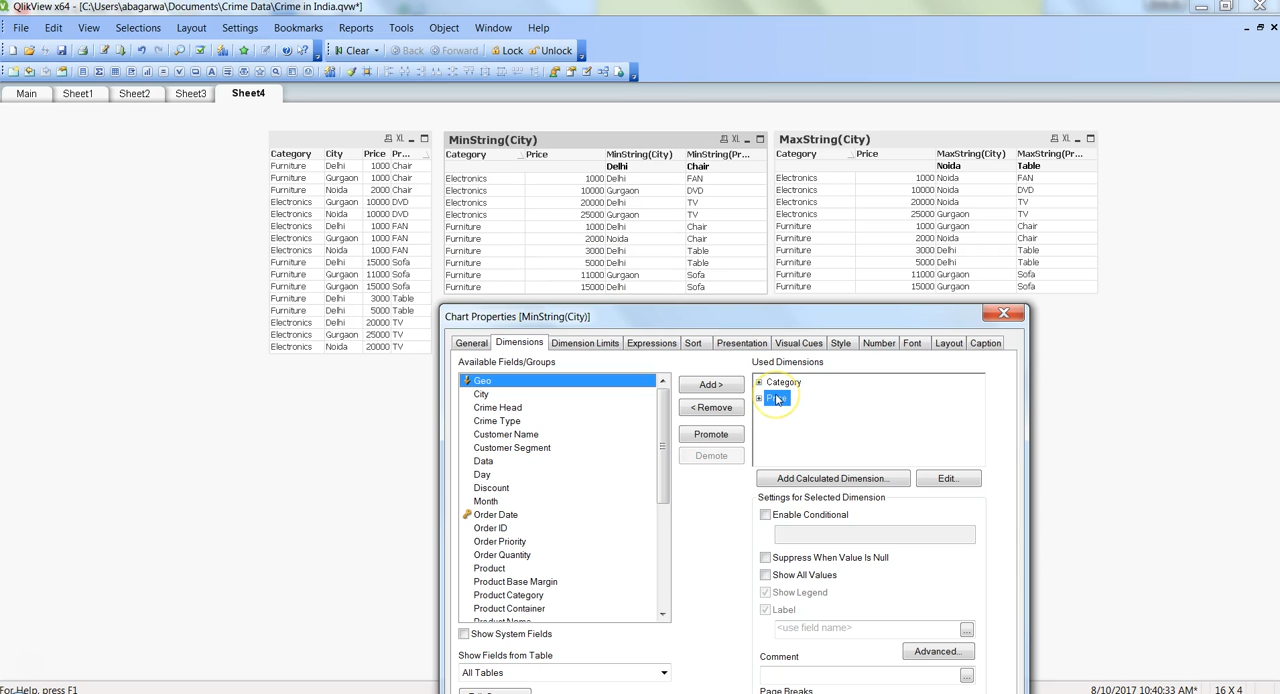 QlikView x64 - [C:\Users\abagarwa\Documents\Crime Data\Crime in India.qvw*]
File Edit View Selections Layout Settings Bookmarks Reports Tools Object Window Help
Clear Back Forward Lock Unlock
Main Sheet1 Sheet2 Sheet3 Sheet4
XL MinString(City) XL MaxString(City) XL
Category City Price Pr... Category Price MinString(City) MinString(Pr... Category Price MaxString(City) MaxString(Pr...
Furniture Delhi 1000 Chair Delhi Chair Noida Table
Furniture Gurgaon 1000 Chair Electronics 1000 Delhi FAN Electronics 1000 Noida FAN
Furniture Noida 2000 Chair Electronics 10000 Gurgaon DVD Electronics 10000 Noida DVD
Electronics Gurgaon 10000 DVD Electronics 20000 Delhi TV Electronics 20000 Noida TV
Electronics Noida 10000 DVD Electronics 25000 Gurgaon TV Electronics 25000 Gurgaon TV
Electronics Delhi 1000 FAN Furniture 1000 Delhi Chair Furniture 1000 Gurgaon Chair
Electronics Gurgaon 1000 FAN Furniture 2000 Noida Chair Furniture 2000 Noida Chair
Electronics Noida 1000 FAN Furniture 3000 Delhi Table Furniture 3000 Delhi Table
Furniture Delhi 15000 Sofa Furniture 5000 Delhi Table Furniture 5000 Delhi Table
Furniture Gurgaon 11000 Sofa Furniture 11000 Gurgaon Sofa Furniture 11000 Gurgaon Sofa
Furniture Gurgaon 15000 Sofa Furniture 15000 Delhi Sofa Furniture 15000 Gurgaon Sofa
Furniture Delhi 3000 Table
Furniture Delhi 5000 Table
Electronics Delhi 20000 TV
Electronics Gurgaon 25000 TV
Electronics Noida 20000 TV
Chart Properties [MinString(City)]
General Dimensions Dimension Limits Expressions Sort Presentation Visual Cues Style Number Font Layout Caption
Available Fields/Groups
Geo
City
Crime Head
Crime Type
Customer Name
Customer Segment
Data
Day
Discount
Month
Order Date
Order ID
Order Priority
Order Quantity
Product
Product Base Margin
Product Category
Product Container
Show System Fields
Show Fields from Table
All Tables
Add >
< Remove
Promote
Demote
Used Dimensions
Category
Price
Add Calculated Dimension... Edit...
Settings for Selected Dimension
Enable Conditional
Suppress When Value Is Null
Show All Values
Show Legend
Label
<use field name> ...
Advanced...
Comment
...
Page Breaks
For Help, press F1 8/10/2017 10:40:33 AM* 16 X 4